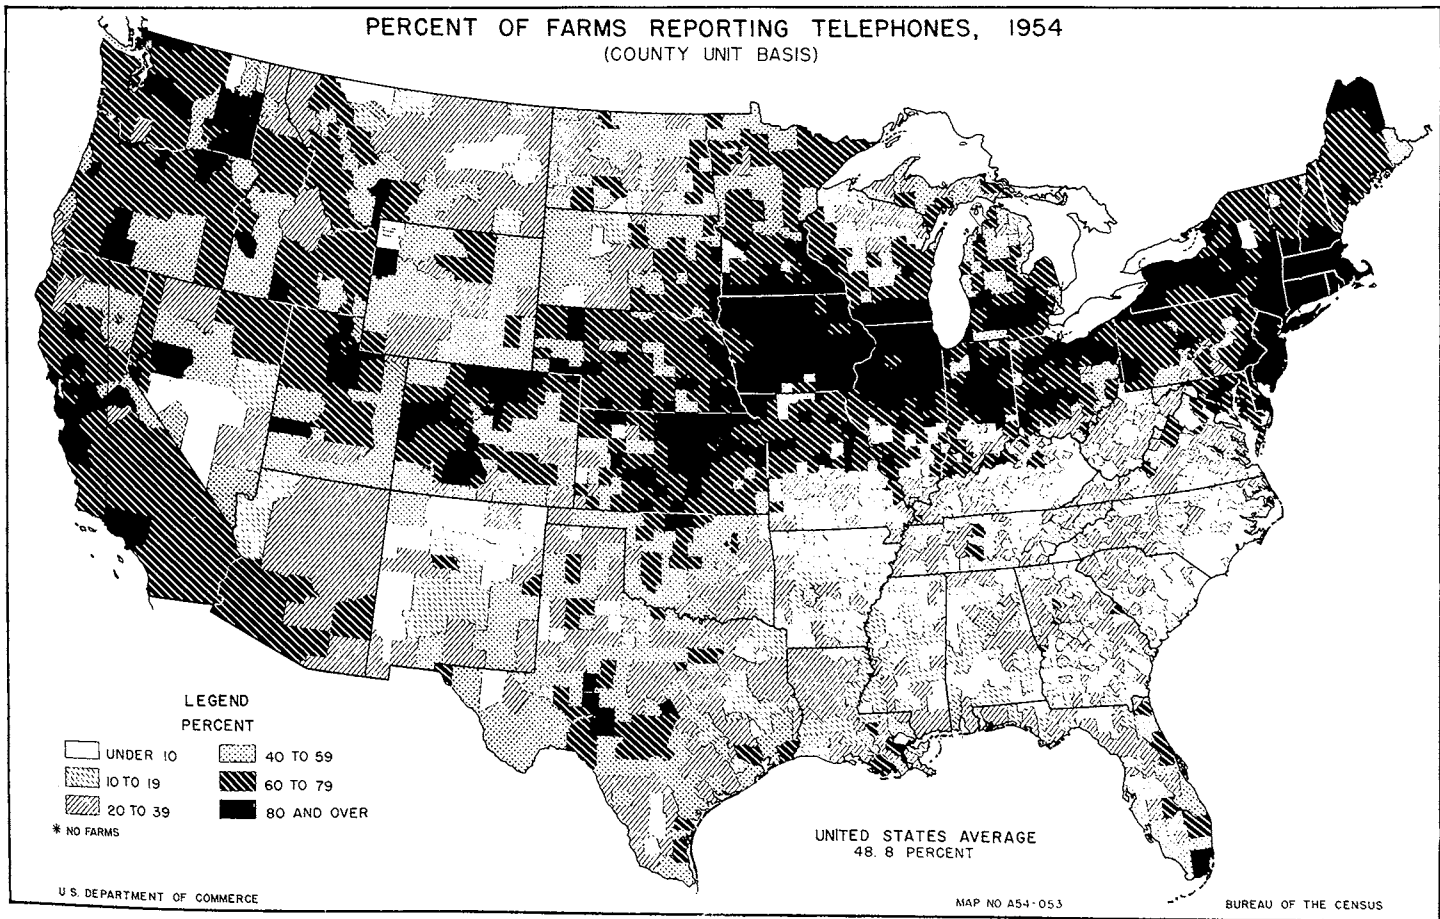 PERCENT OF FARMS REPORTING TELEPHONES, 1954
(COUNTY UNIT BASIS)
LEGEND
PERCENT
UNDER 10
10 TO 19
20 TO 39
40 TO 59
60 TO 79
80 AND OVER
* NO FARMS
UNITED STATES AVERAGE
48.8 PERCENT
U.S. DEPARTMENT OF COMMERCE
MAP NO A54-053
BUREAU OF THE CENSUS